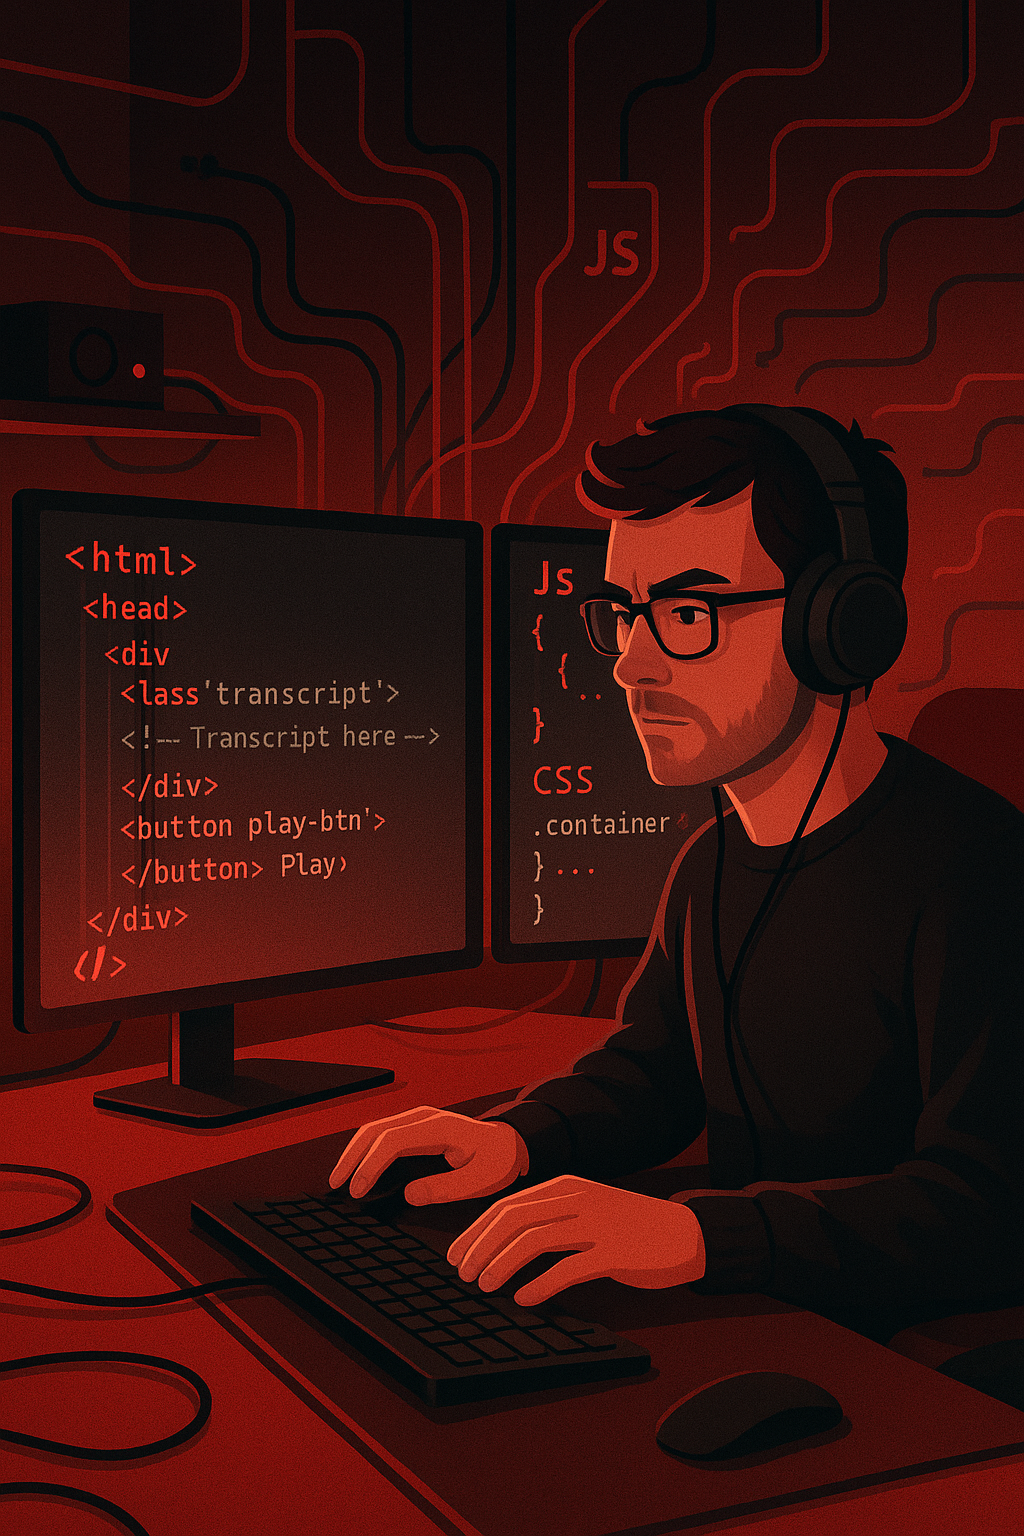 JS
<html>
<head>
<div
<lass'transcript'>
<!-- Transcript here -->
</div>
<button play-btn'>
</button> Play›
</div>
</>
Js
{
{ ..
}
CSS
.container
} ...
}